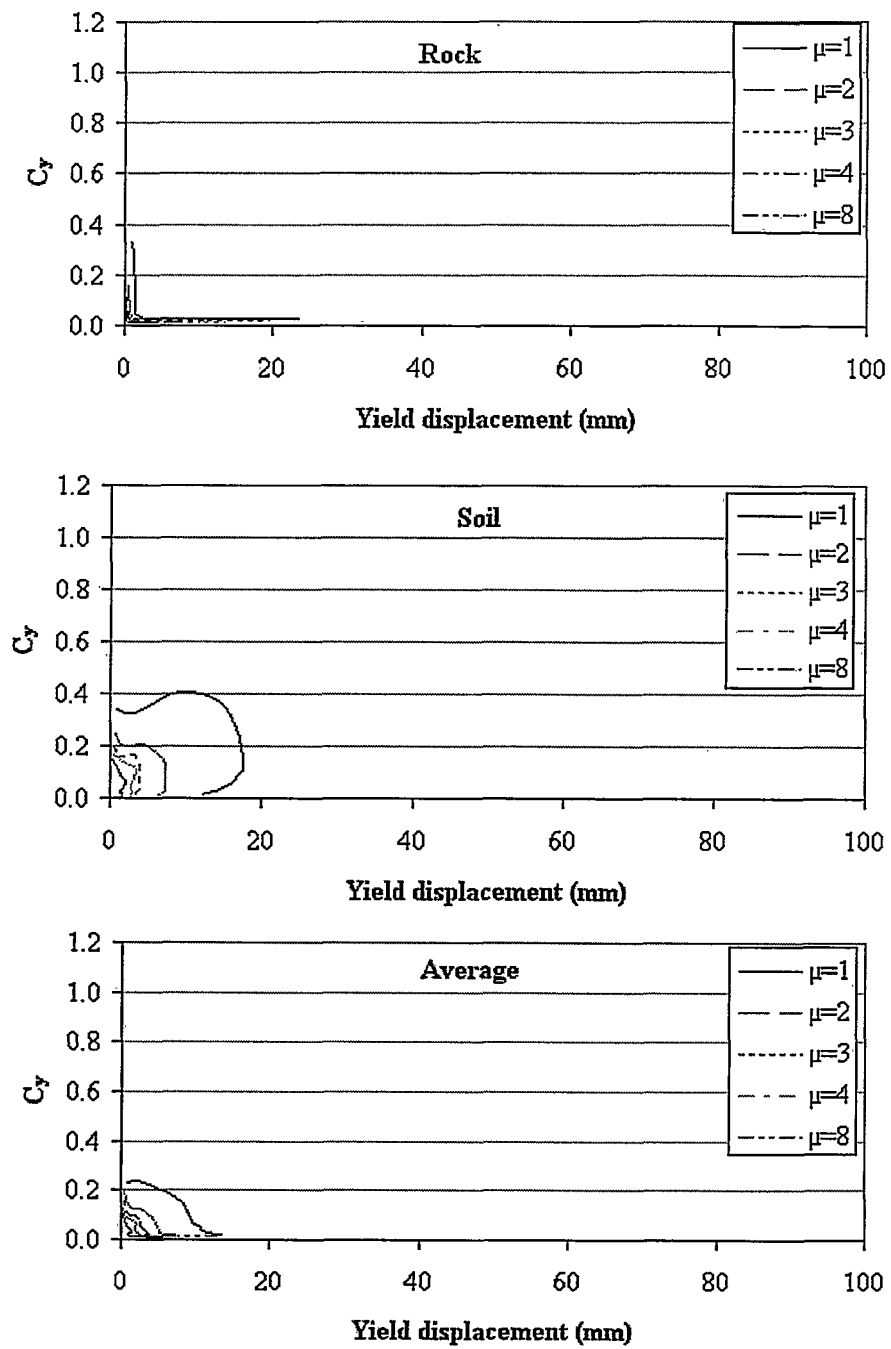 Rock
C_y
1.2
1.0
0.8
0.6
0.4
0.2
0.0
0 20 40 60 80 100
Yield displacement (mm)
μ=1
μ=2
μ=3
μ=4
μ=8
Soil
C_y
1.2
1.0
0.8
0.6
0.4
0.2
0.0
0 20 40 60 80 100
Yield displacement (mm)
μ=1
μ=2
μ=3
μ=4
μ=8
Average
C_y
1.2
1.0
0.8
0.6
0.4
0.2
0.0
0 20 40 60 80 100
Yield displacement (mm)
μ=1
μ=2
μ=3
μ=4
μ=8